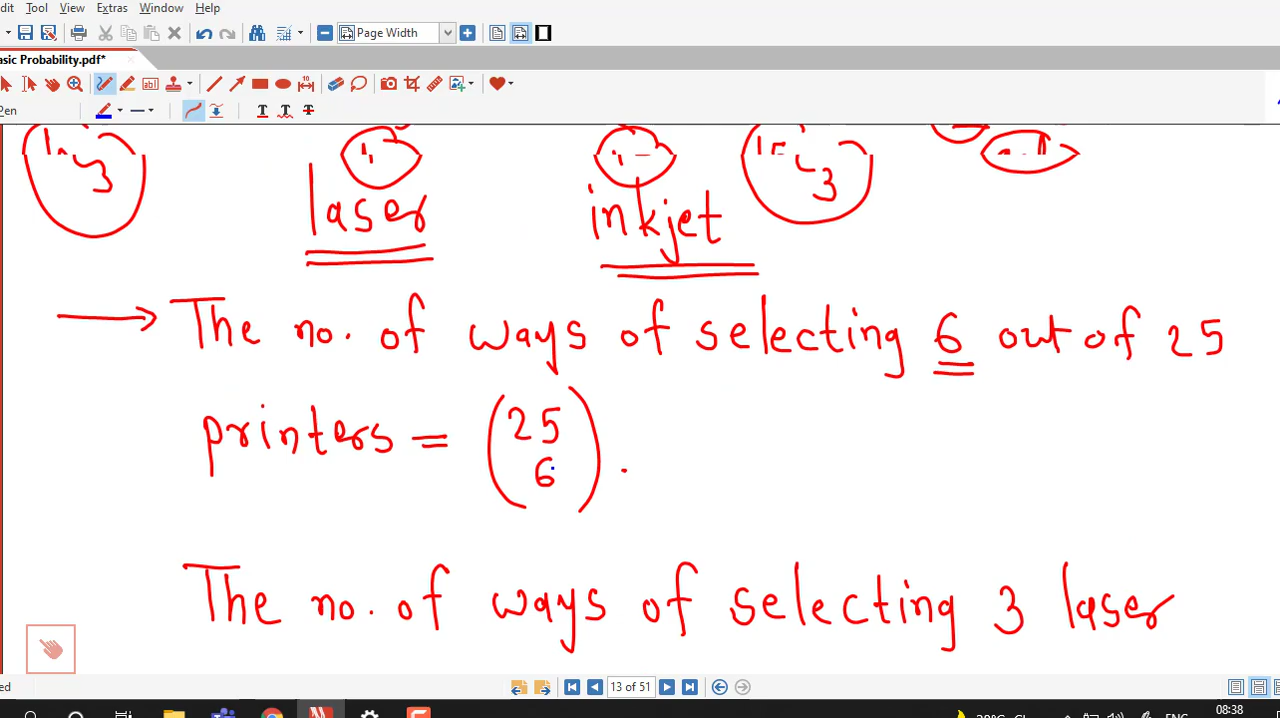 dit Tool View Extras Window Help
Page Width
asic Probability.pdf*
Pen
3
3
laser inkjet
The no. of ways of selecting 6 out of 25
printers = (25
6).
The no. of ways of selecting 3 laser
ed
13 of 51
08:38
ENG